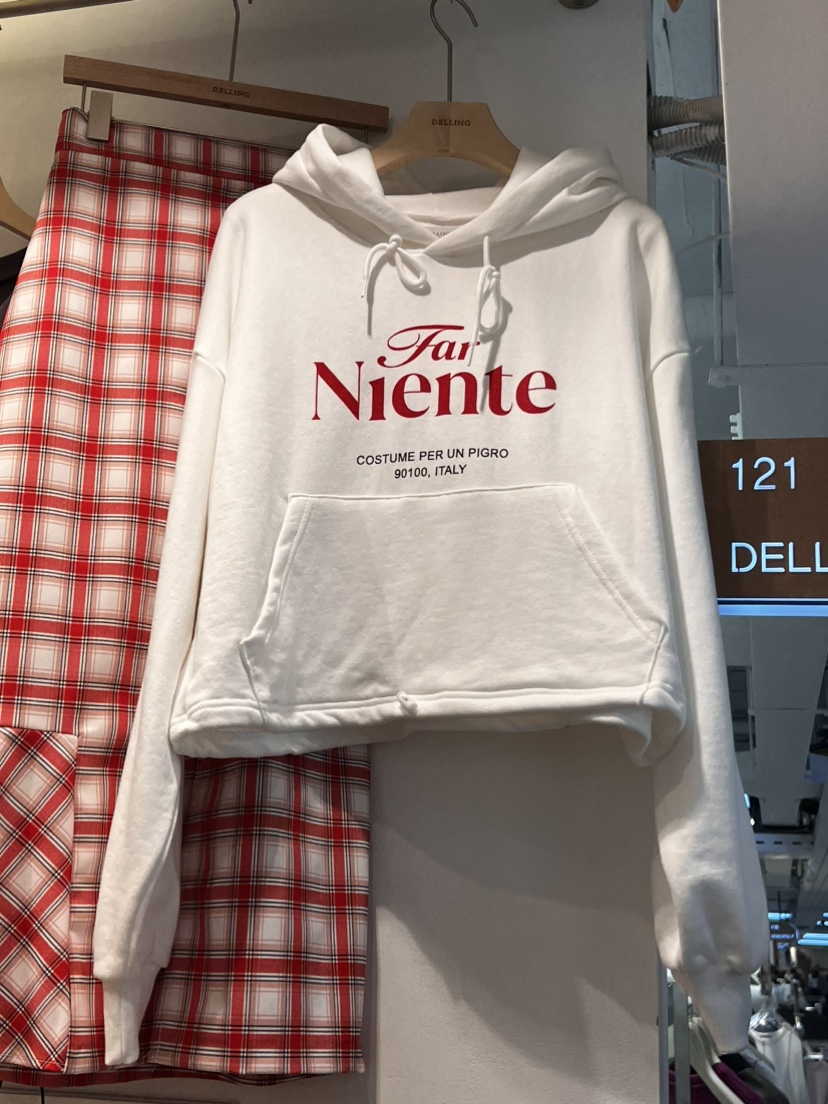 DELLING
DELLING
Far
Niente
COSTUME PER UN PIGRO
90100, ITALY
121
DELL